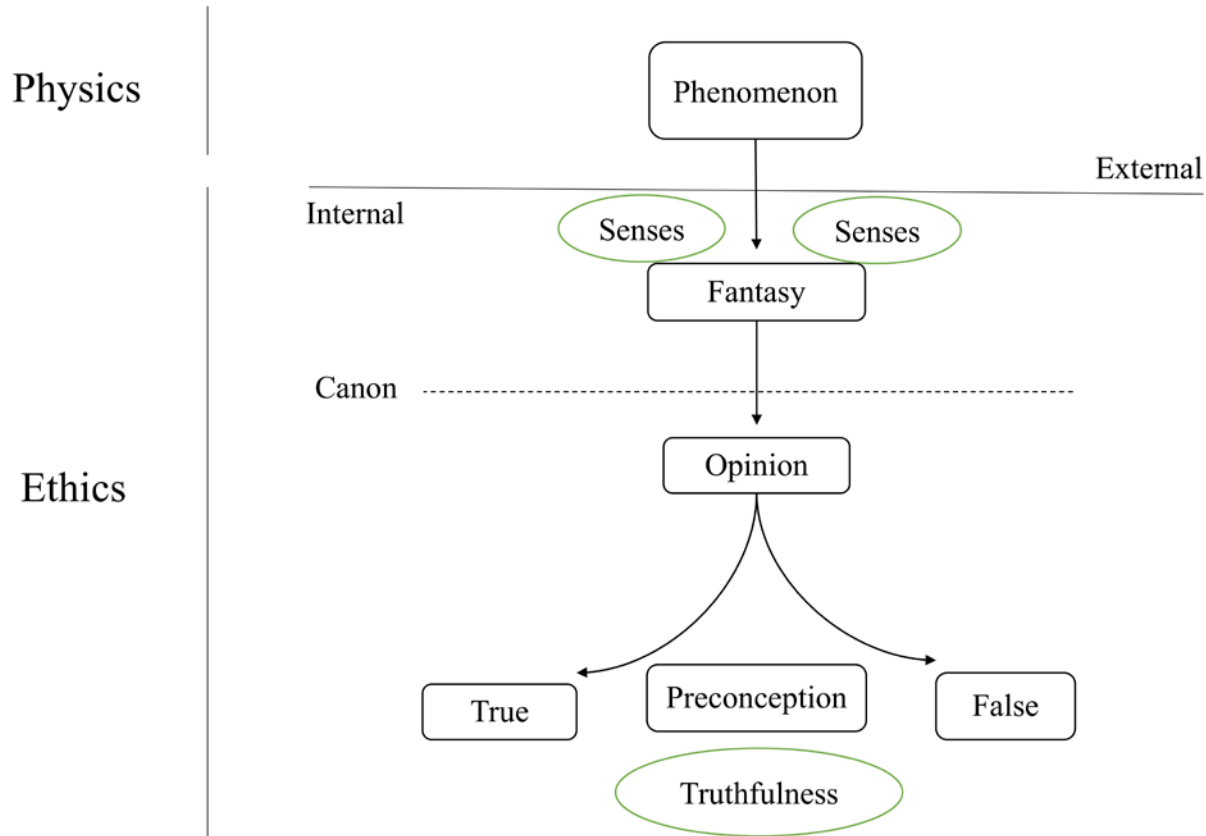 Physics
Phenomenon
External
Internal
Senses
Senses
Fantasy
Canon
Opinion
Ethics
True
Preconception
False
Truthfulness